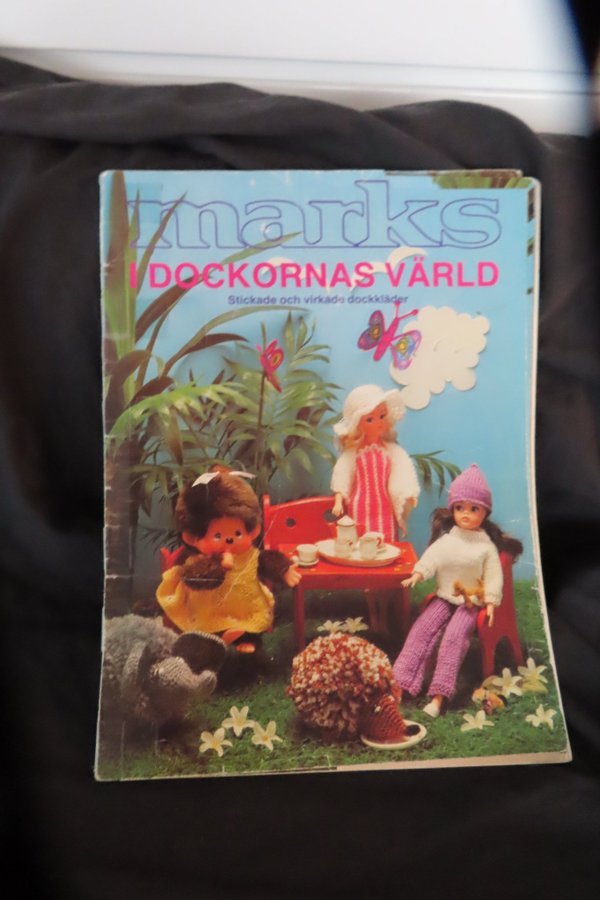 marks
I DOCKORNAS VÄRLD
Stickade och virkade dockkläder